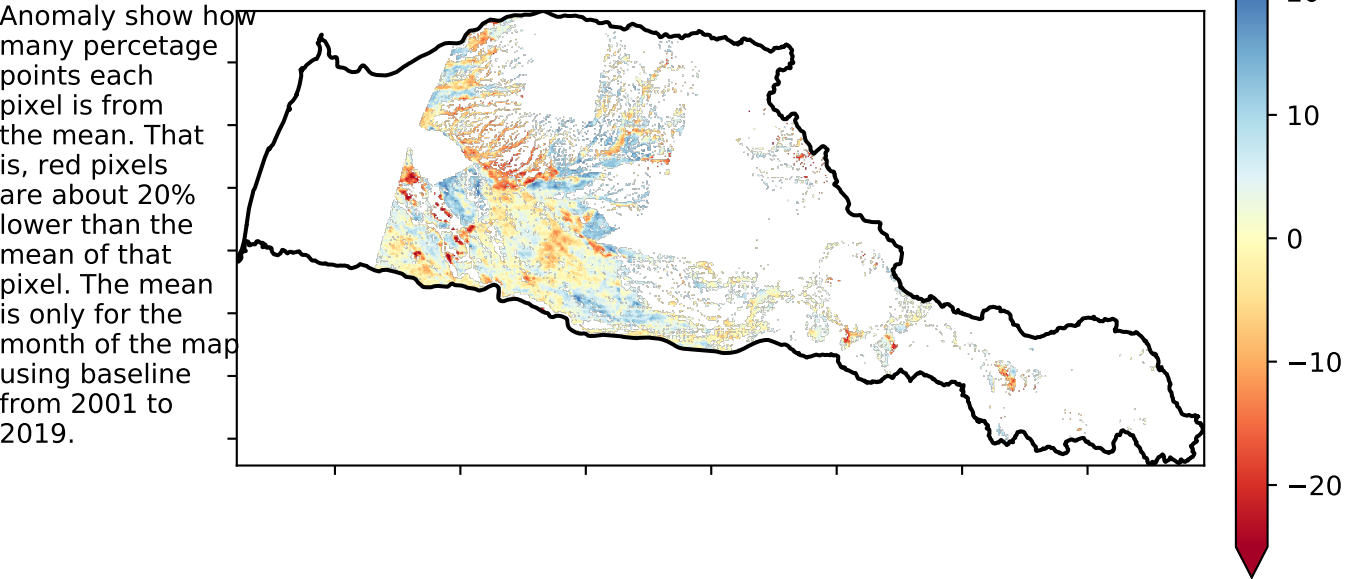 Anomaly show how
many percetage
points each
pixel is from
the mean. That
is, red pixels
are about 20%
lower than the
mean of that
pixel. The mean
is only for the
month of the map
using baseline
from 2001 to
2019.
10
0
−10
−20